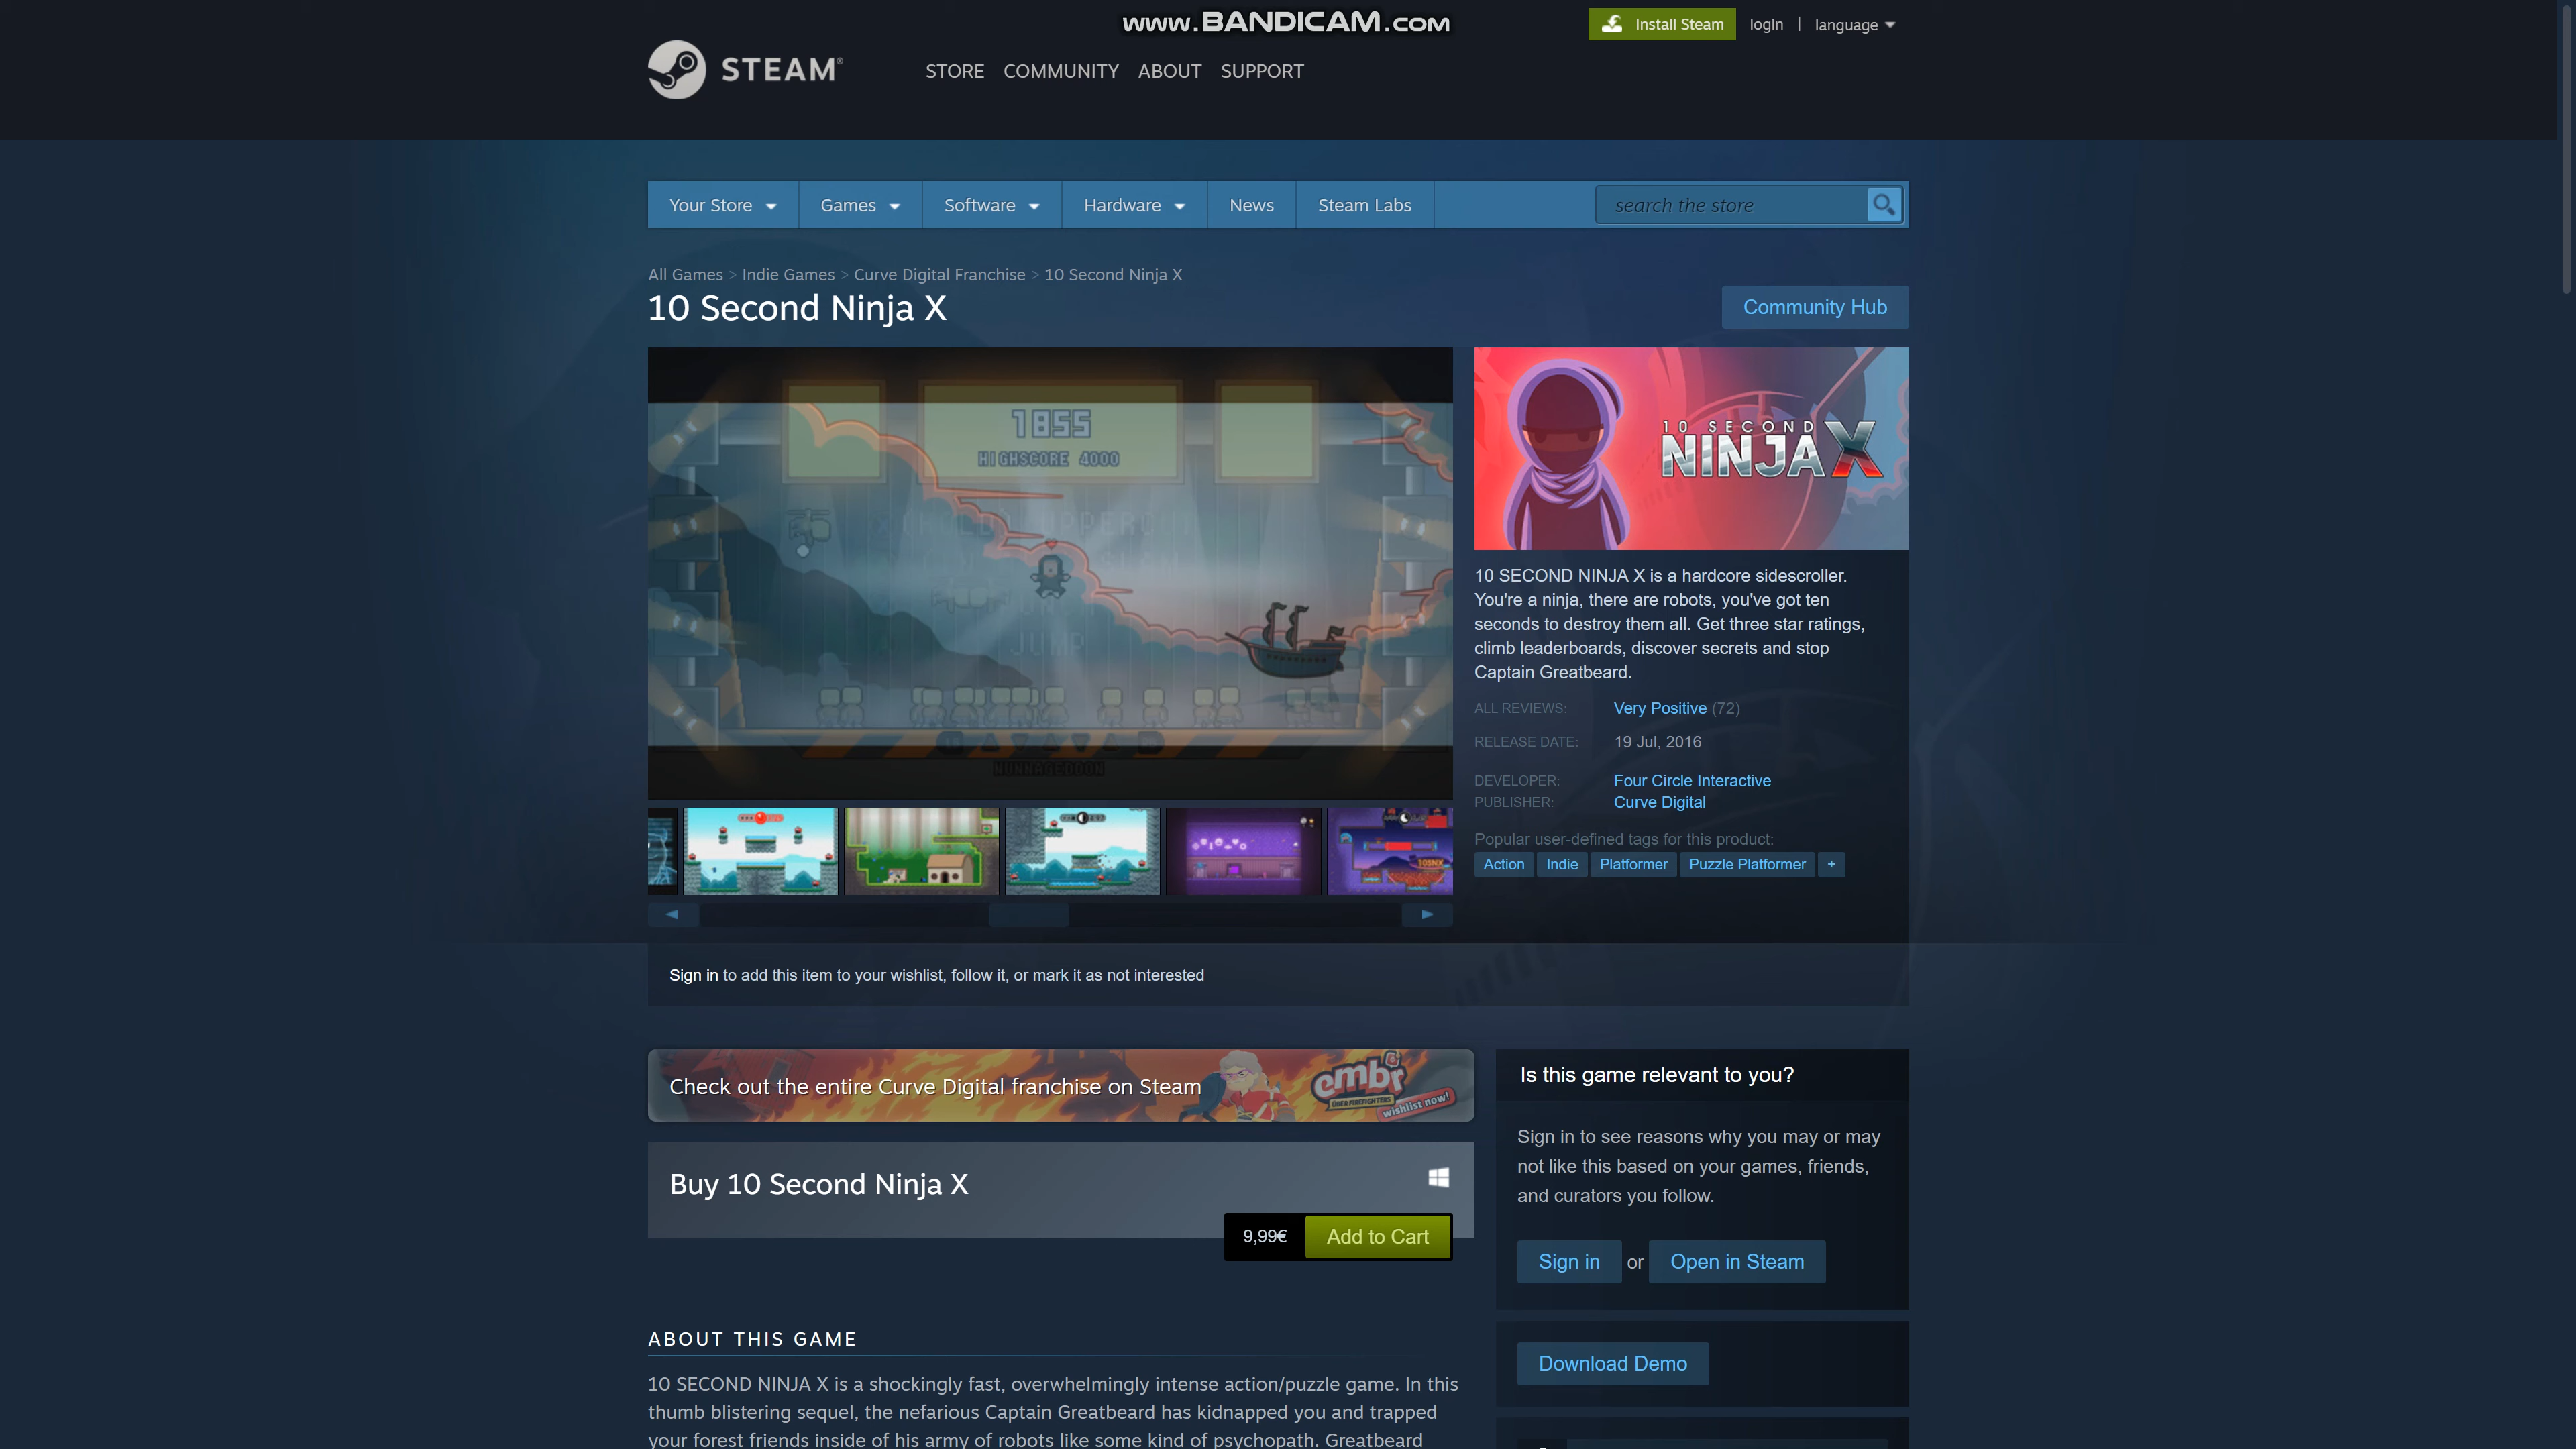 www.BANDICAM.com
Install Steam login | language
STEAM®
STORE COMMUNITY ABOUT SUPPORT
Your Store Games Software Hardware News Steam Labs search the store
All Games > Indie Games > Curve Digital Franchise > 10 Second Ninja X
10 Second Ninja X
Community Hub
1855
HIGHSCORE 4000
JUMP
NUNNAGEDDON
10 SECOND
NINJA X
10 SECOND NINJA X is a hardcore sidescroller.
You're a ninja, there are robots, you've got ten
seconds to destroy them all. Get three star ratings,
climb leaderboards, discover secrets and stop
Captain Greatbeard.
ALL REVIEWS: Very Positive (72)
RELEASE DATE: 19 Jul, 2016
DEVELOPER: Four Circle Interactive
PUBLISHER: Curve Digital
Popular user-defined tags for this product:
Action Indie Platformer Puzzle Platformer +
Sign in to add this item to your wishlist, follow it, or mark it as not interested
Check out the entire Curve Digital franchise on Steam
embr
ÜBER FIREFIGHTERS
wishlist now!
Buy 10 Second Ninja X
9,99€ Add to Cart
Is this game relevant to you?
Sign in to see reasons why you may or may
not like this based on your games, friends,
and curators you follow.
Sign in or Open in Steam
Download Demo
ABOUT THIS GAME
10 SECOND NINJA X is a shockingly fast, overwhelmingly intense action/puzzle game. In this
thumb blistering sequel, the nefarious Captain Greatbeard has kidnapped you and trapped
your forest friends inside of his army of robots like some kind of psychopath. Greatbeard